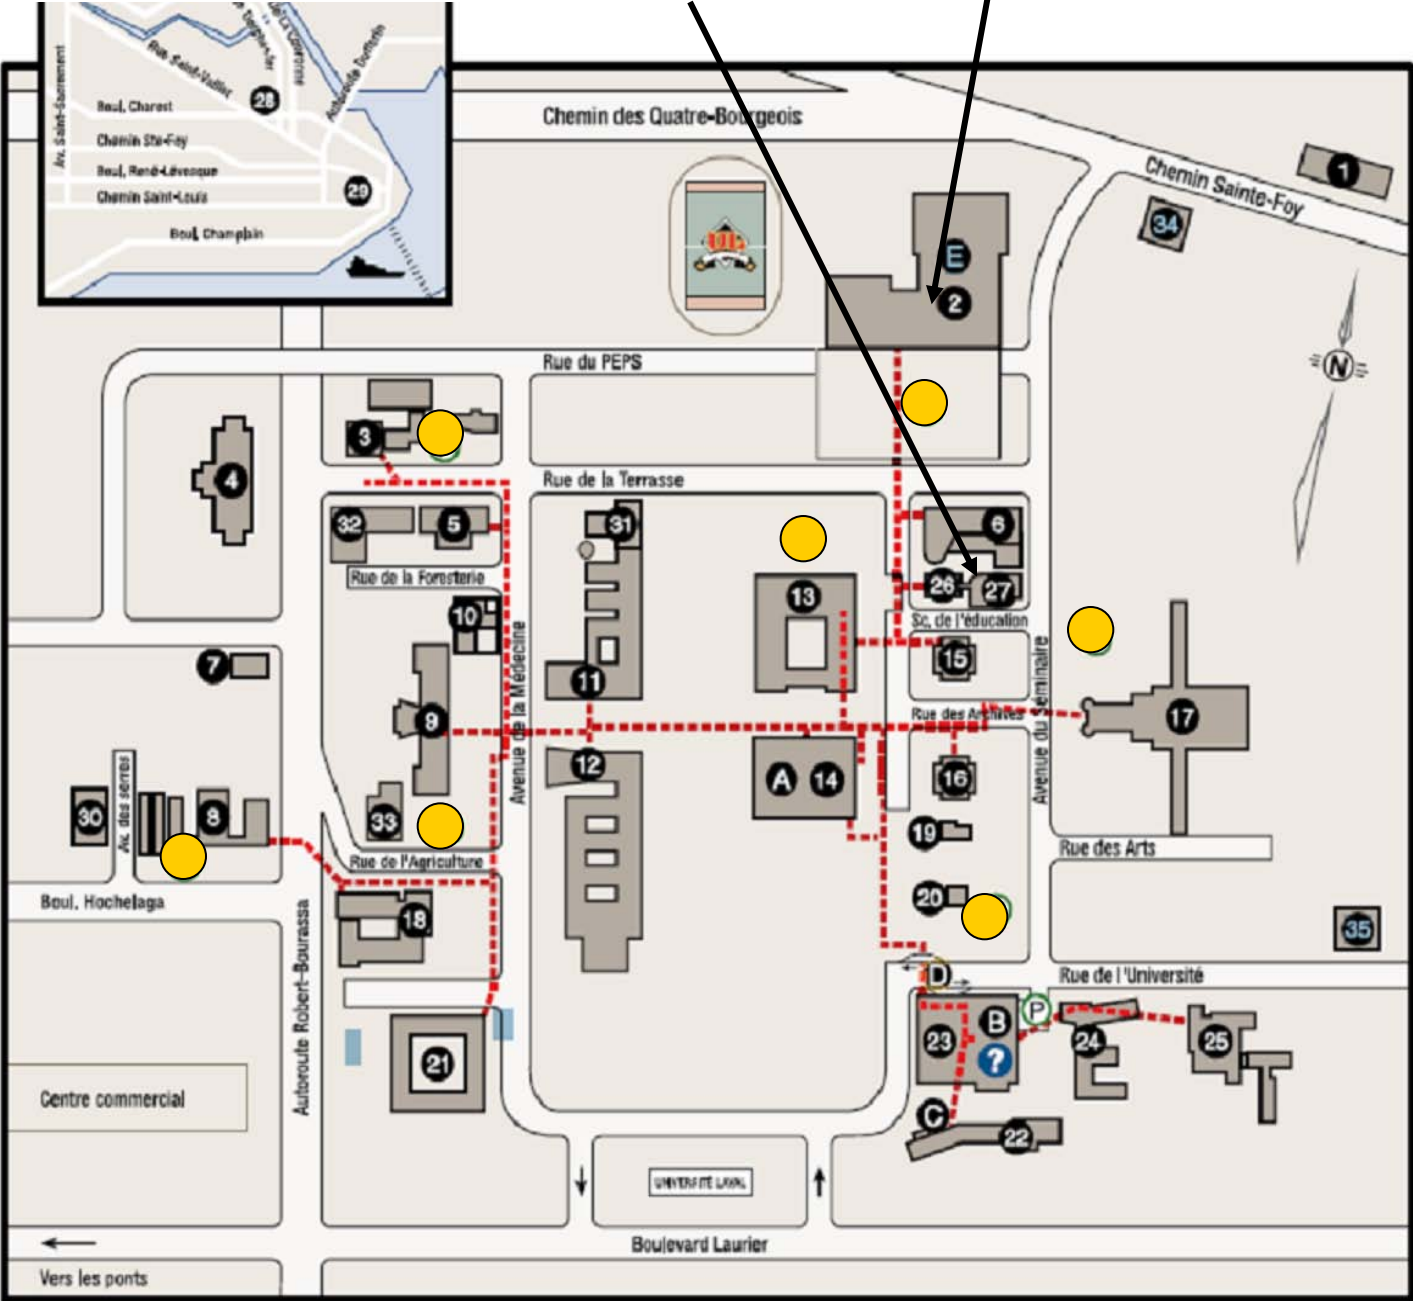 Av. Saint-Sacrement
Rue Saint-Vallier
Autoroute Dufferin
28
Boul. Charest
Chemin Ste-Foy
Boul. René-Lévesque
Chemin Saint-Louis
29
Boul. Champlain
Chemin des Quatre-Bourgeois
Chemin Sainte-Foy
1
34
E
2
N
Rue du PEPS
3
4
Rue de la Terrasse
32
5
31
6
Rue de la Foresterie
13
26
27
10
Sc. de l'éducation
7
11
15
Avenue de la Médecine
Avenue du Séminaire
9
Rue des Archives
17
12
A
14
16
Av. des serres
30
8
33
19
Rue de l'Agriculture
Rue des Arts
Boul. Hochelaga
18
20
35
Autoroute Robert-Bourassa
D
Rue de l'Université
P
21
23
B
?
24
25
Centre commercial
C
22
UNIVERSITÉ LAVAL
Boulevard Laurier
Vers les ponts